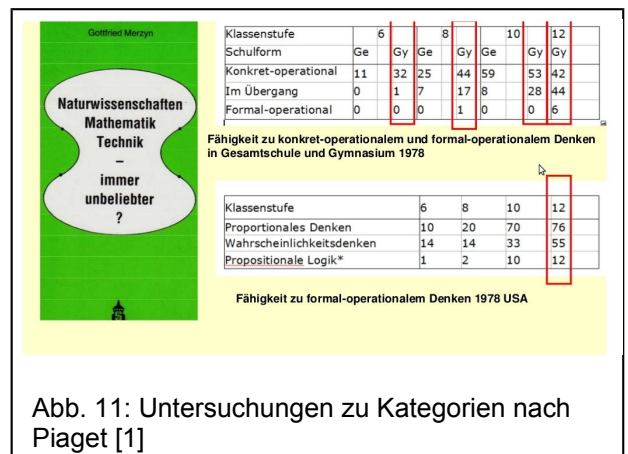 Gottfried Merzyn
Naturwissenschaften
Mathematik
Technik
–
immer
unbeliebter
?
Klassenstufe 6 8 10 12
Schulform Ge Gy Ge Gy Ge Gy Gy
Konkret-operational 11 32 25 44 59 53 42
Im Übergang 0 1 7 17 8 28 44
Formal-operational 0 0 0 1 0 0 6
Fähigkeit zu konkret-operationalem und formal-operationalem Denken
in Gesamtschule und Gymnasium 1978
Klassenstufe 6 8 10 12
Proportionales Denken 10 20 70 76
Wahrscheinlichkeitsdenken 14 14 33 55
Propositionale Logik* 1 2 10 12
Fähigkeit zu formal-operationalem Denken 1978 USA
Abb. 11: Untersuchungen zu Kategorien nach
Piaget [1]